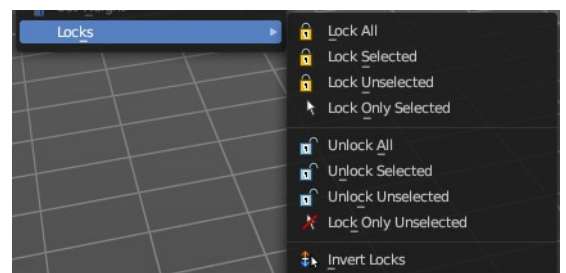 Locks
Lock All
Lock Selected
Lock Unselected
Lock Only Selected
Unlock All
Unlock Selected
Unlock Unselected
Lock Only Unselected
Invert Locks